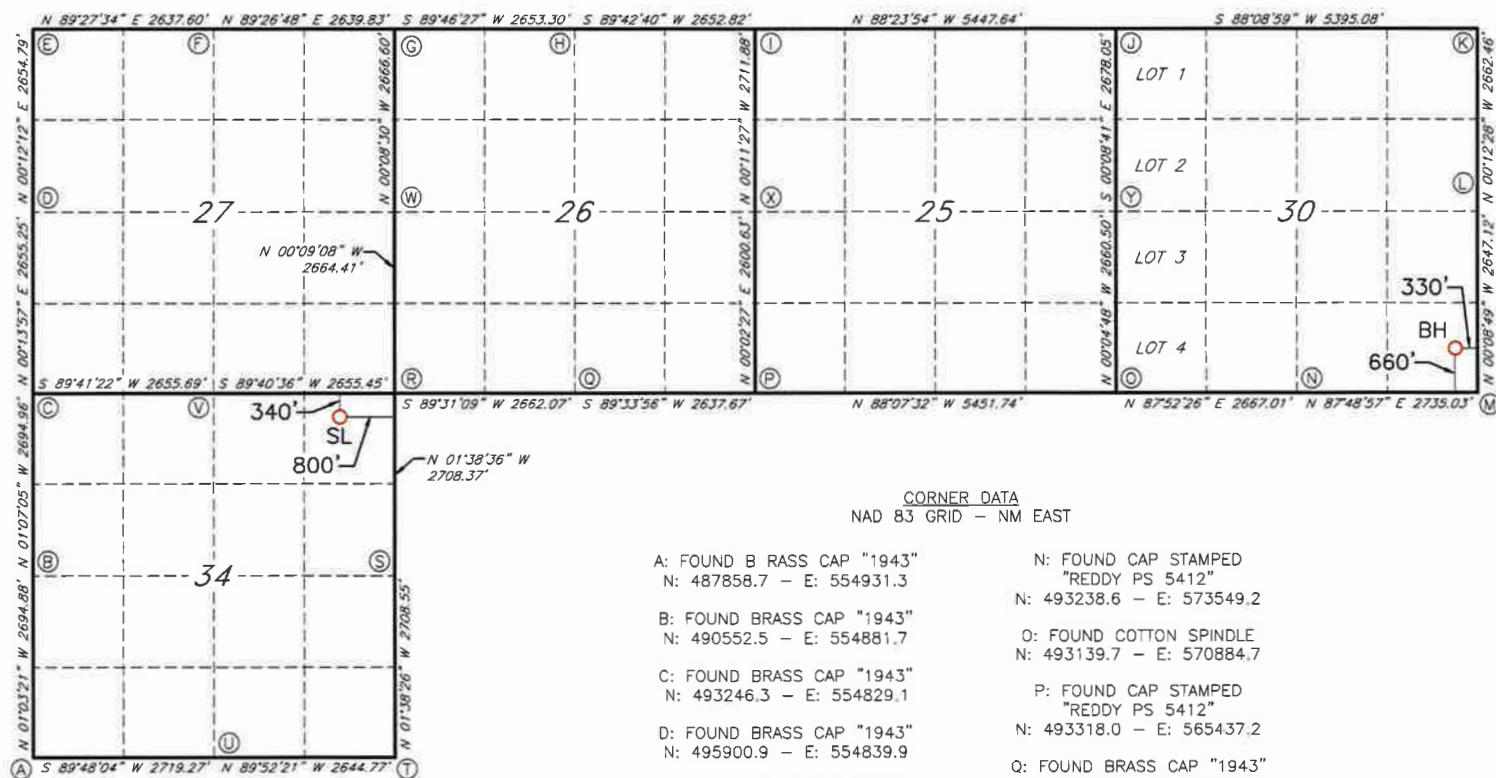 N 89°27'34" E 2637.60' N 89°26'48" E 2639.83' S 89°46'27" W 2653.30' S 89°42'40" W 2652.82' N 88°23'54" W 5447.64' S 88°08'59" W 5395.08'
E F G H I J K
N 00°12'12" E 2654.79'
N 00°08'30" W 2666.60'
N 00°11'27" W 2711.88'
S 00°08'41" E 2678.05'
N 00°12'28" W 2662.46'
LOT 1
LOT 2
D W X Y L
27 26 25 30
N 00°09'08" W
2664.41'
LOT 3
N 00°13'57" E 2655.25'
N 00°02'27" E 2600.63'
N 00°04'48" W 2660.50'
N 00°08'49" W 2647.12'
330'
BH
LOT 4
660'
R Q P O N
S 89°41'22" W 2655.69' S 89°40'36" W 2655.45'
C V
S 89°31'09" W 2662.07' S 89°33'56" W 2637.67' N 88°07'32" W 5451.74' N 87°52'26" E 2667.01' N 87°48'57" E 2735.03' M
340'
SL
800'
N 01°38'36" W
2708.37'
N 01°07'05" W 2694.96'
B S
34
N 01°03'21" W 2694.88'
N 01°38'26" W 2708.55'
U
A S 89°48'04" W 2719.27' N 89°52'21" W 2644.77' T
CORNER DATA
NAD 83 GRID – NM EAST
A: FOUND B RASS CAP "1943"
N: 487858.7 – E: 554931.3
B: FOUND BRASS CAP "1943"
N: 490552.5 – E: 554881.7
C: FOUND BRASS CAP "1943"
N: 493246.3 – E: 554829.1
D: FOUND BRASS CAP "1943"
N: 495900.9 – E: 554839.9
N: FOUND CAP STAMPED
"REDDY PS 5412"
N: 493238.6 – E: 573549.2
O: FOUND COTTON SPINDLE
N: 493139.7 – E: 570884.7
P: FOUND CAP STAMPED
"REDDY PS 5412"
N: 493318.0 – E: 565437.2
Q: FOUND BRASS CAP "1943"